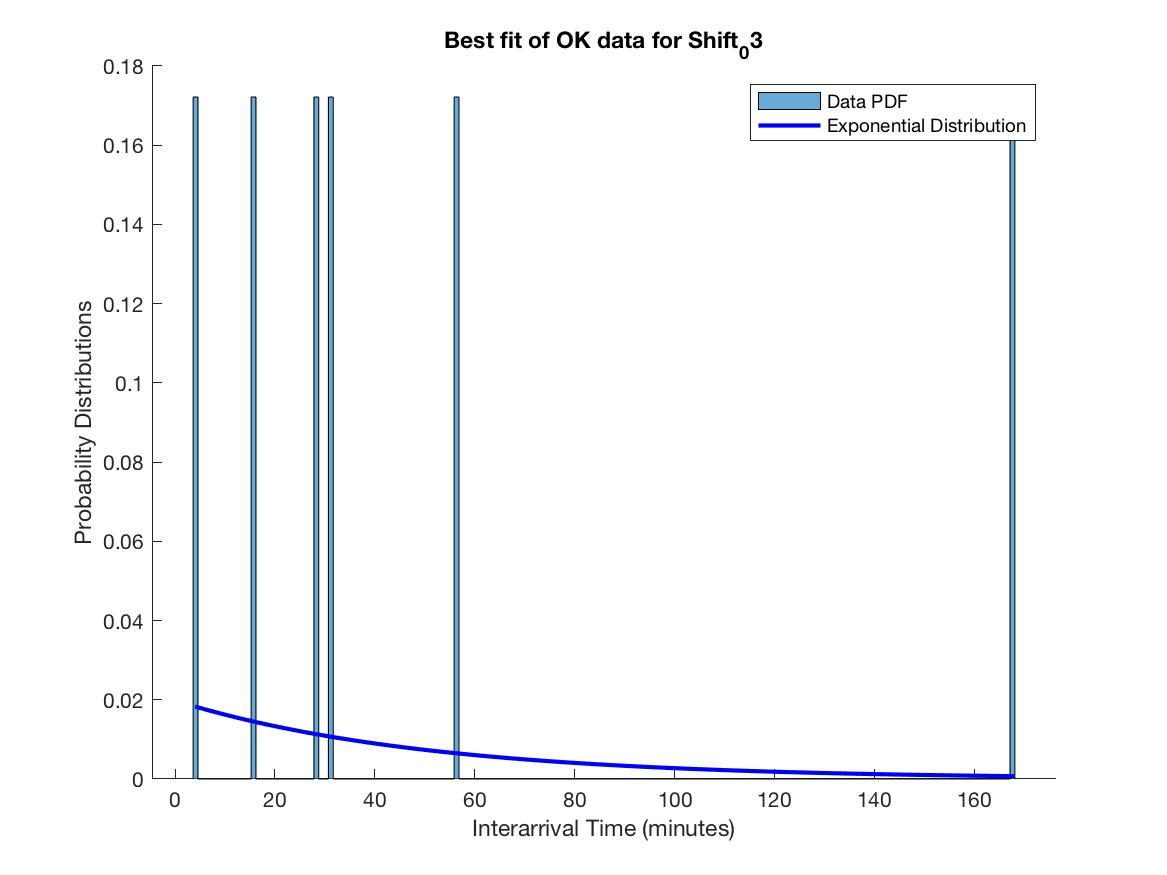 Best fit of OK data for Shift₀3
0.18
0.16
0.14
0.12
0.1
0.08
0.06
0.04
0.02
0
Probability Distributions
Data PDF
Exponential Distribution
0 20 40 60 80 100 120 140 160
Interarrival Time (minutes)